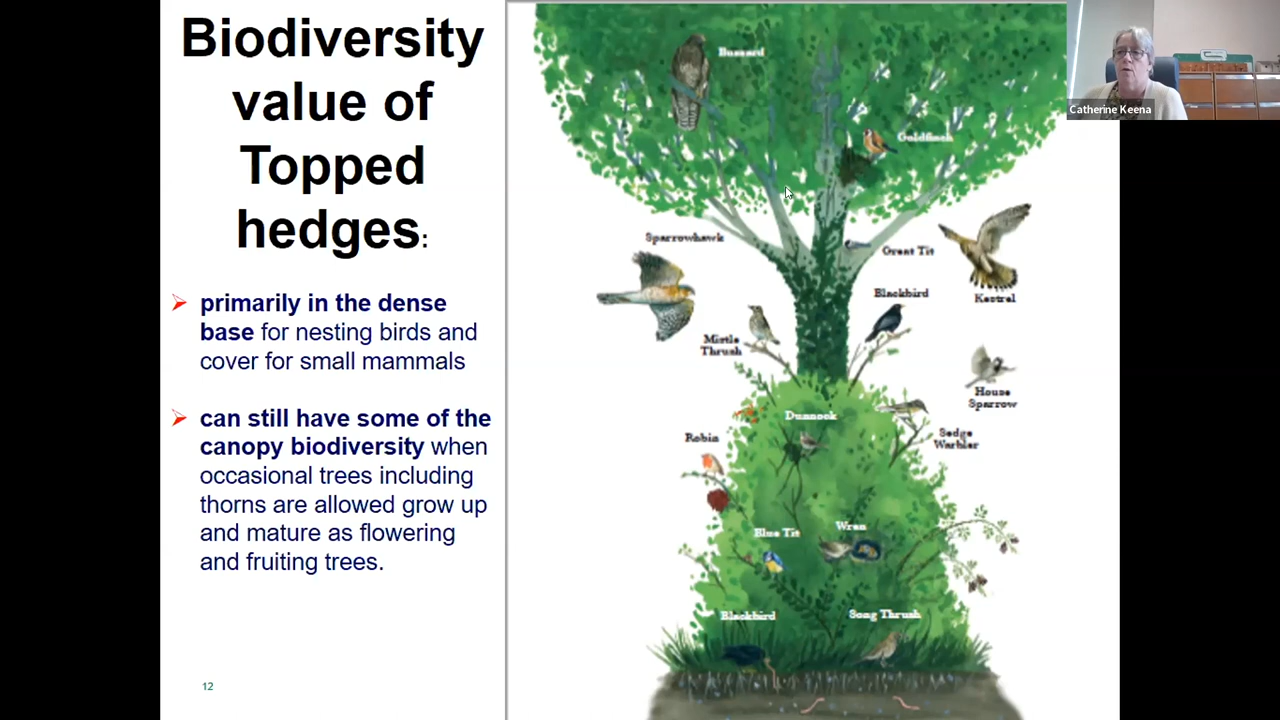 Biodiversity
value of
Topped
hedges:
primarily in the dense
base for nesting birds and
cover for small mammals
can still have some of the
canopy biodiversity when
occasional trees including
thorns are allowed grow up
and mature as flowering
and fruiting trees.
12
Buzzard
Goldfinch
Sparrowhawk
Great Tit
Kestrel
Blackbird
Mistle
Thrush
House
Sparrow
Dunnock
Robin
Sedge
Warbler
Blue Tit
Wren
Blackbird
Song Thrush
Catherine Keena